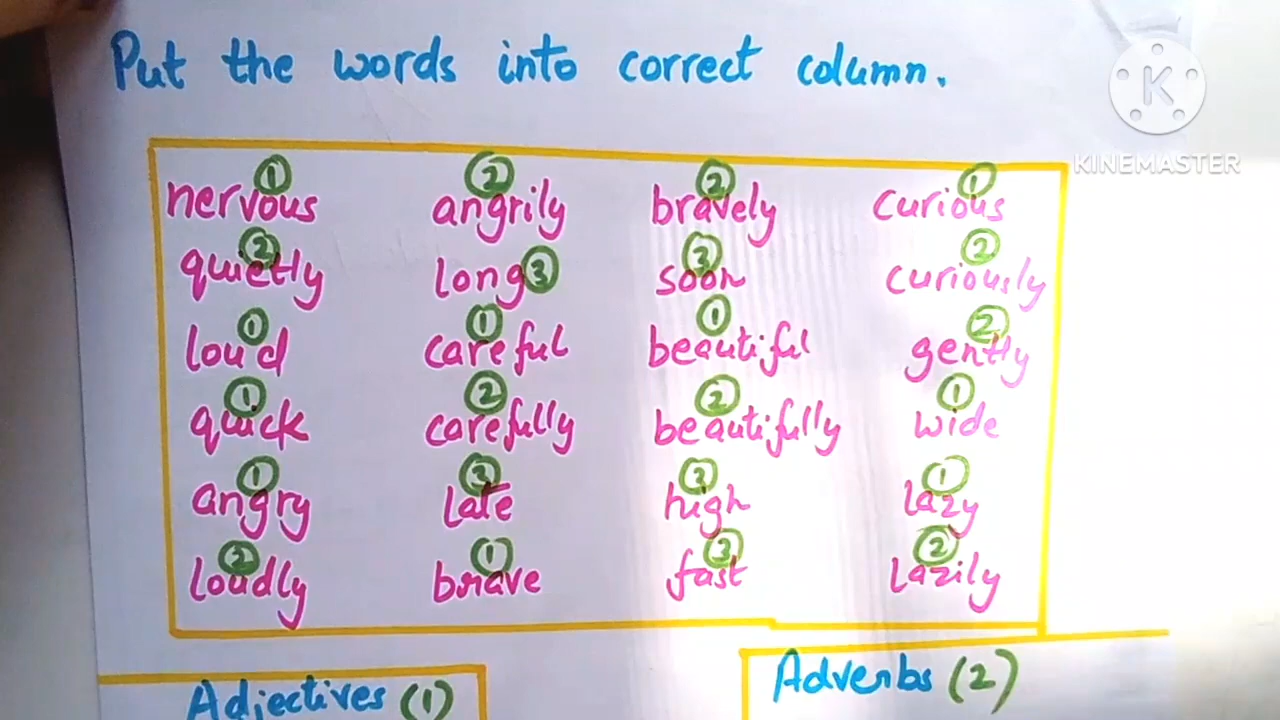 Put the words into correct column.
K
KINEMASTER
① ② ② ①
nervous angrily bravely curious
② ③ ②
quietly long ③ soon curiously
① ① ① ②
loud careful beautiful gently
① ② ② ①
quick carefully beautifully wide
① ③ ③ ①
angry late high lazy
② ① ③ ②
loudly brave fast lazily
Adjectives (1) Adverbs (2)